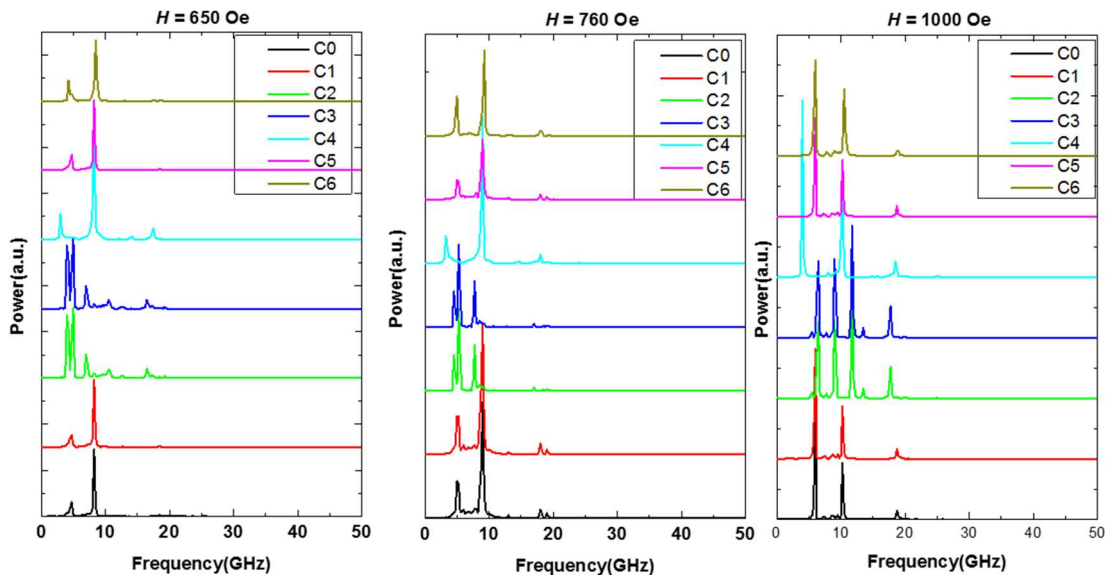 H = 650 Oe
C0
C1
C2
C3
C4
C5
C6
Power(a.u.)
0 10 20 30 40 50
Frequency(GHz)
H = 760 Oe
C0
C1
C2
C3
C4
C5
C6
Power(a.u.)
0 10 20 30 40 50
Frequency(GHz)
H = 1000 Oe
C0
C1
C2
C3
C4
C5
C6
Power(a.u.)
0 10 20 30 40 50
Frequency(GHz)